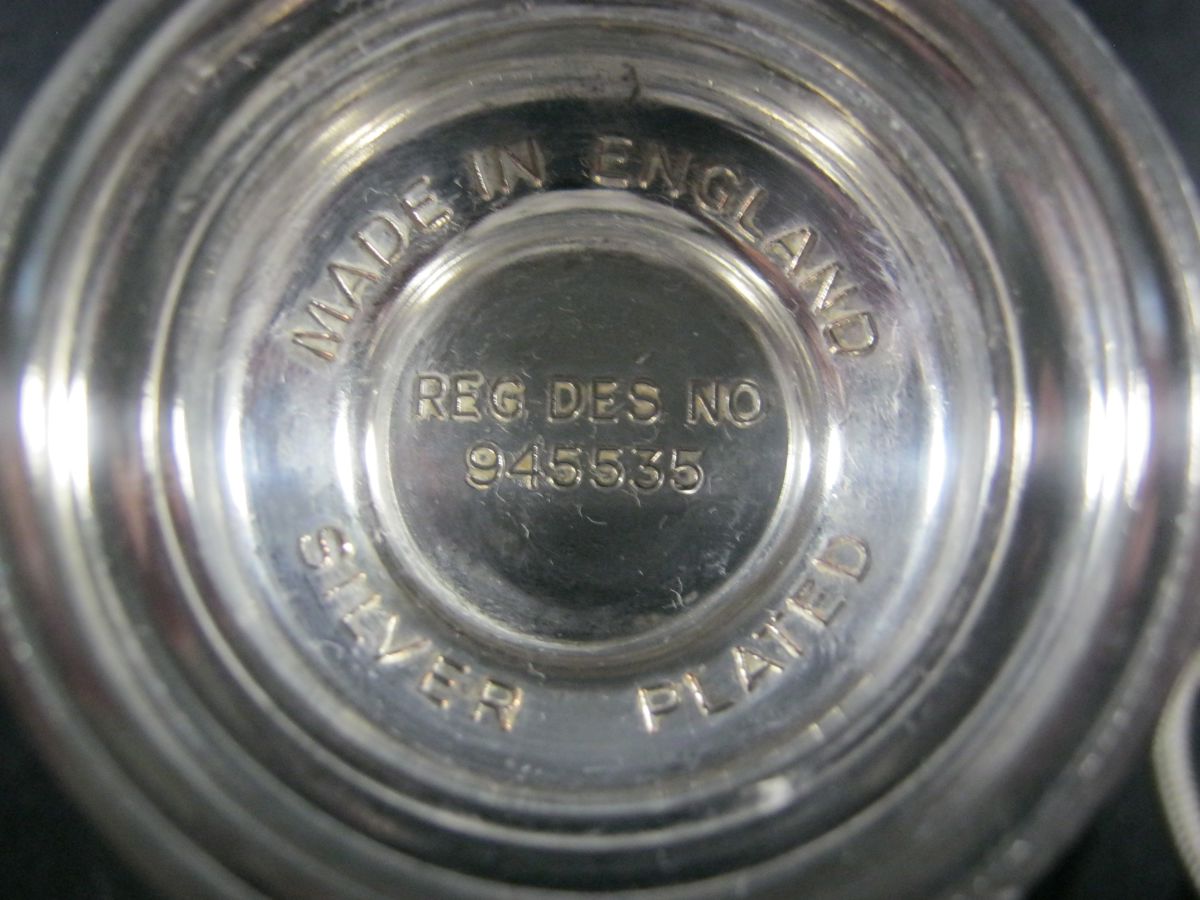 MADE IN ENGLAND
REG DES NO
945535
SILVER PLATED